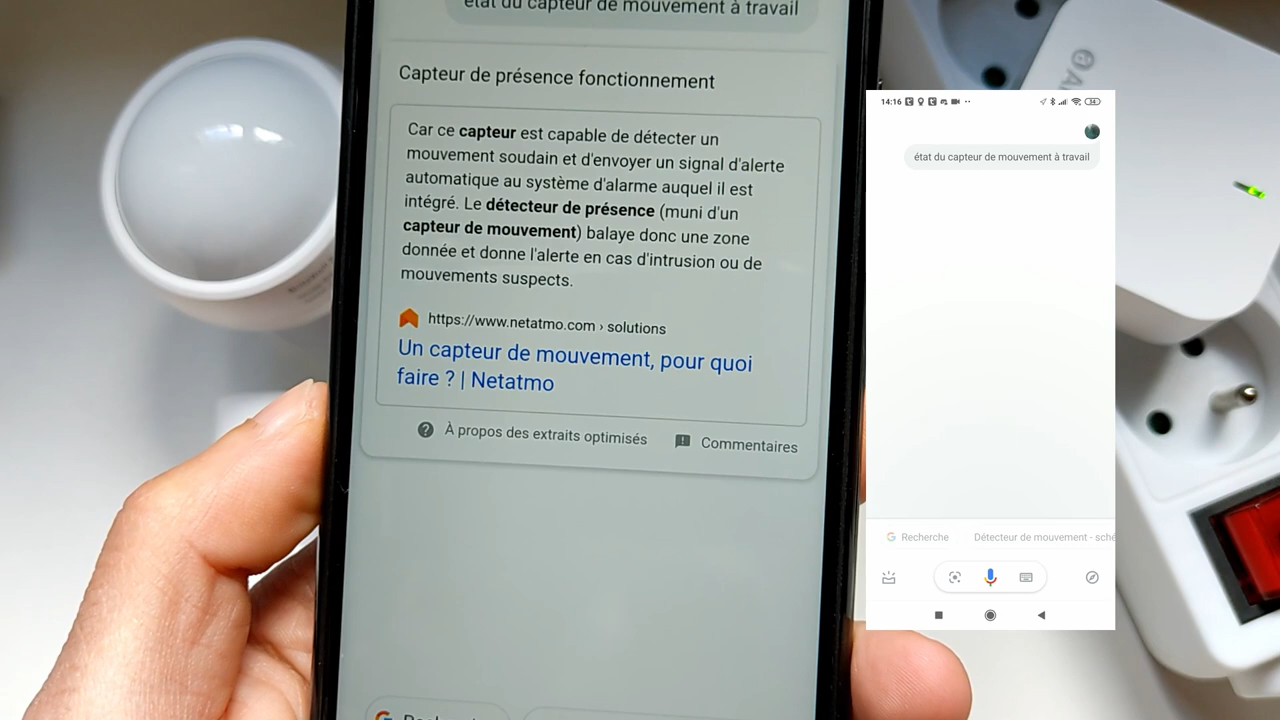 état du capteur de mouvement à travail
Capteur de présence fonctionnement
Car ce capteur est capable de détecter un
mouvement soudain et d'envoyer un signal d'alerte
automatique au système d'alarme auquel il est
intégré. Le détecteur de présence (muni d'un
capteur de mouvement) balaye donc une zone
donnée et donne l'alerte en cas d'intrusion ou de
mouvements suspects.
https://www.netatmo.com › solutions
Un capteur de mouvement, pour quoi
faire ? | Netatmo
À propos des extraits optimisés
Commentaires
14:16
état du capteur de mouvement à travail
Recherche
Détecteur de mouvement - sché